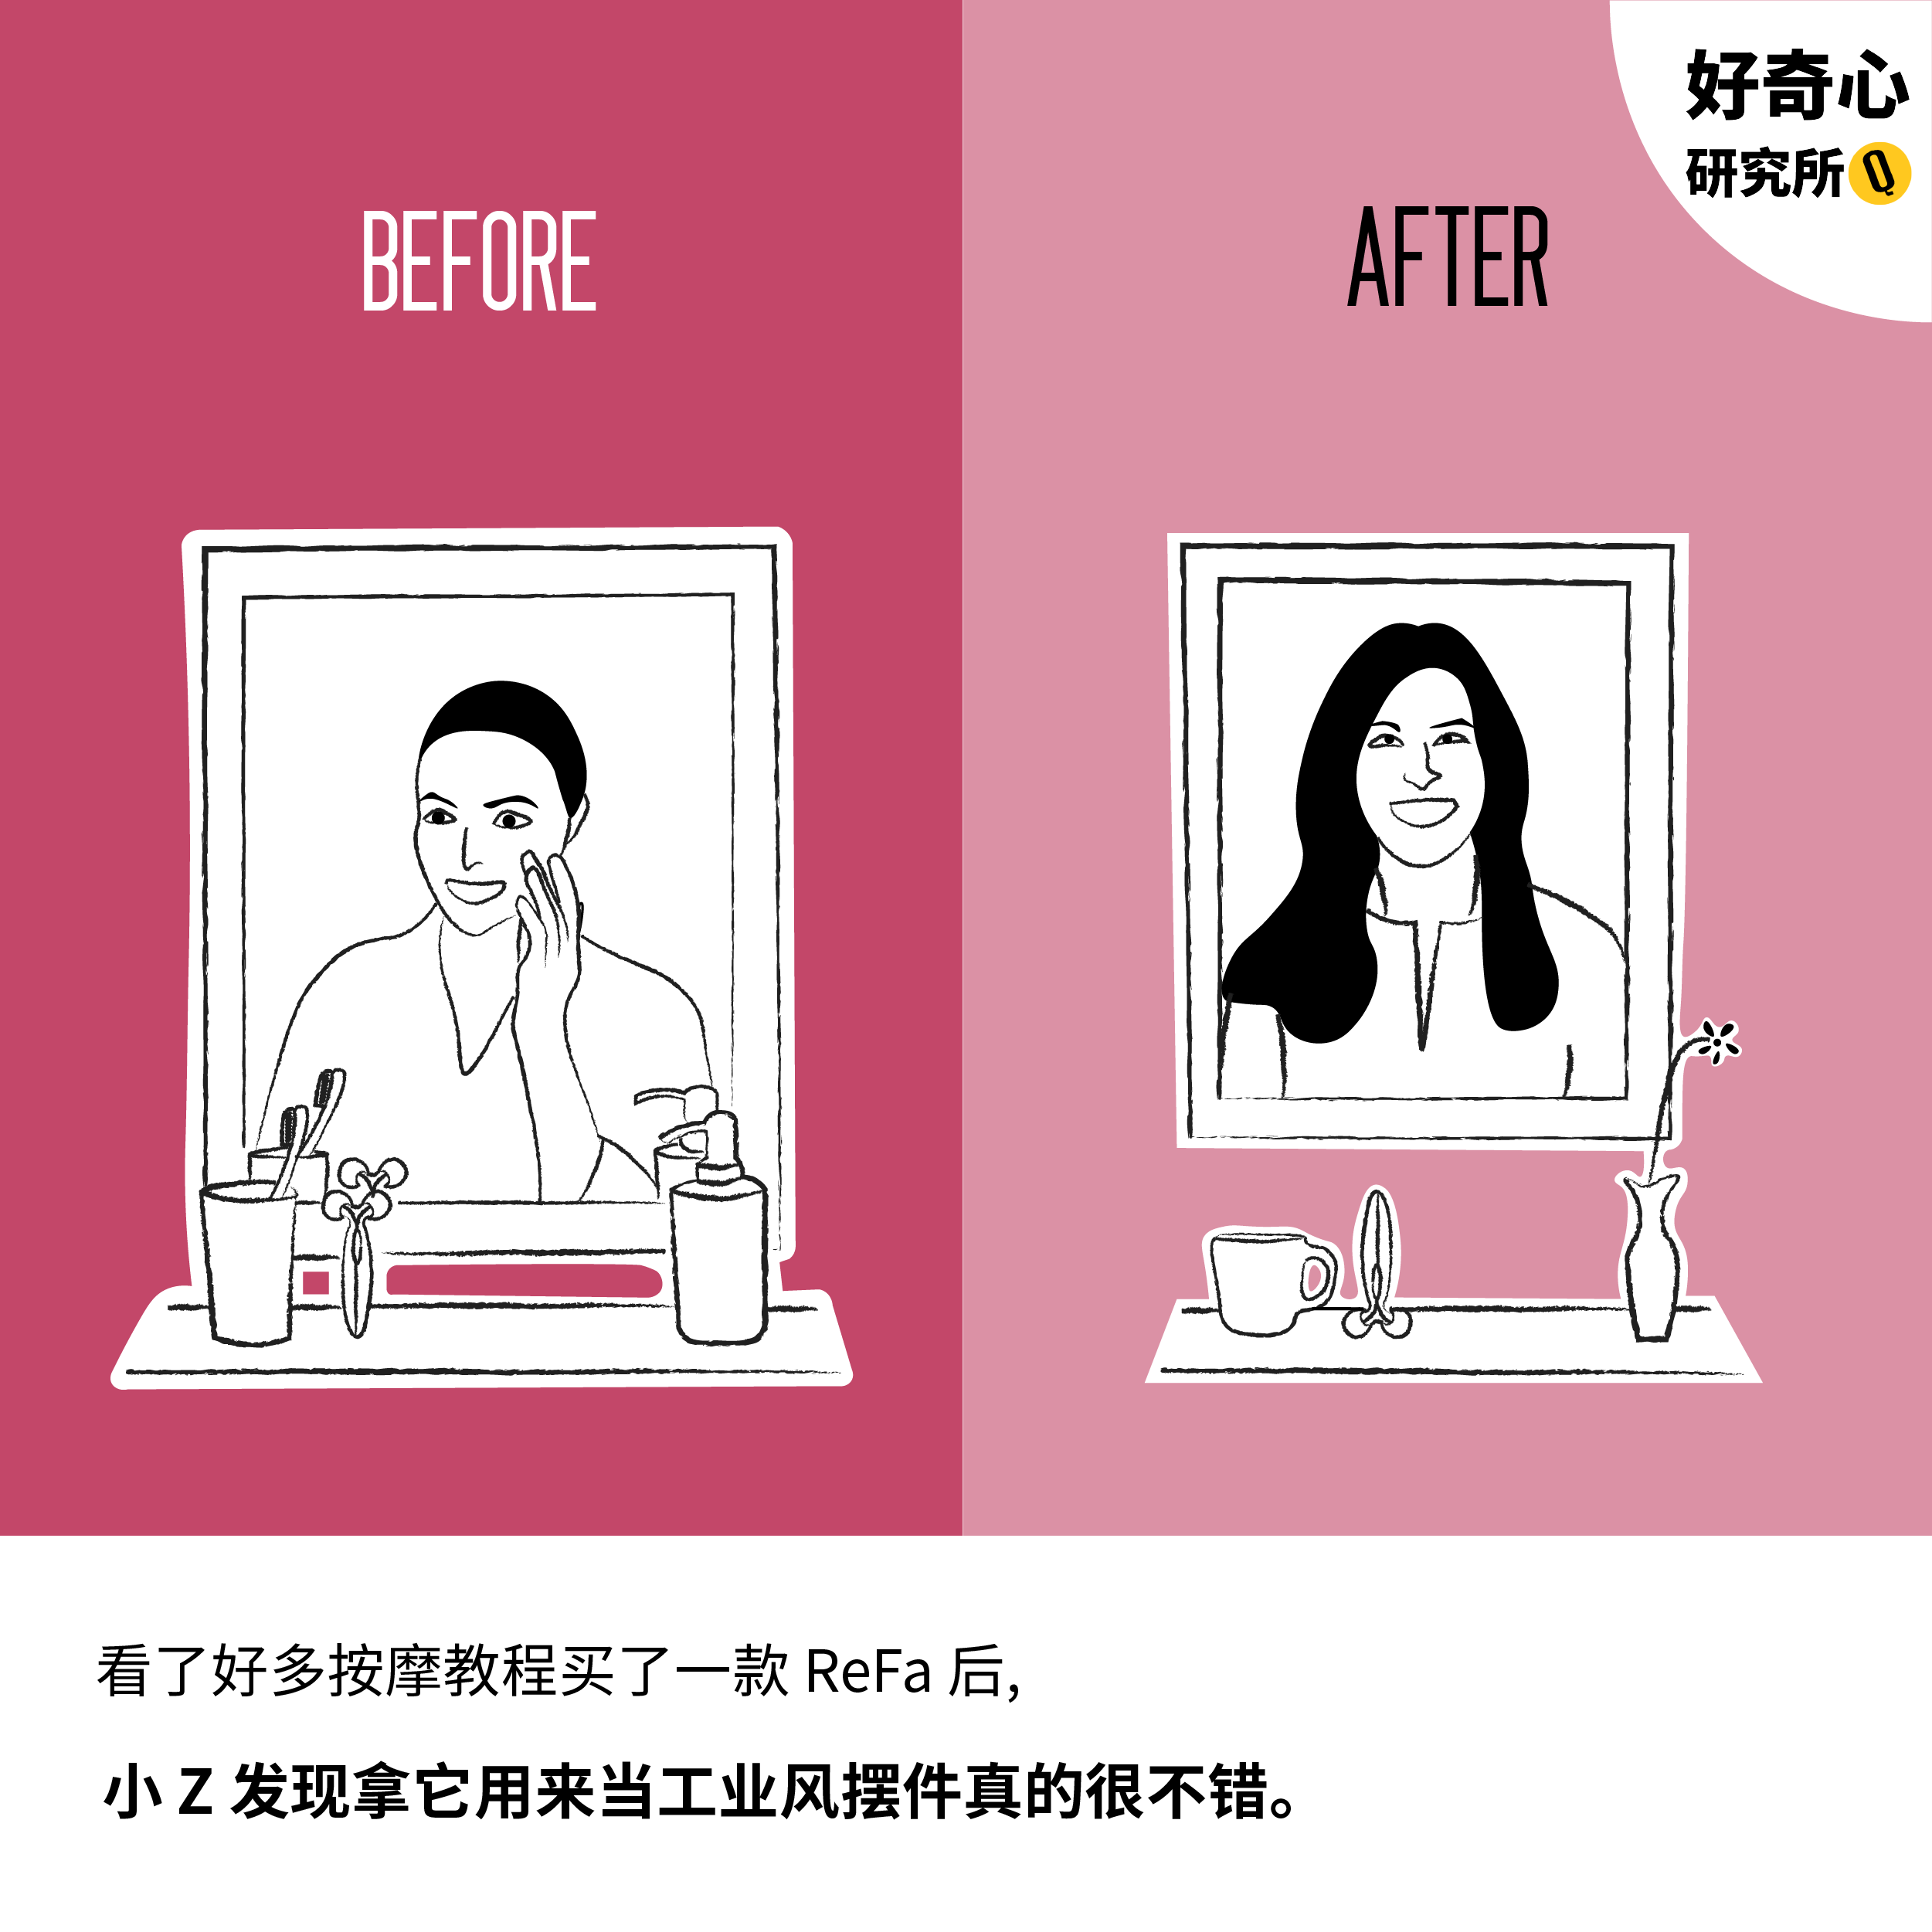 好奇心
研究所Q
BEFORE
AFTER
看了好多按摩教程买了一款 ReFa 后,
小 Z 发现拿它用来当工业风摆件真的很不错。